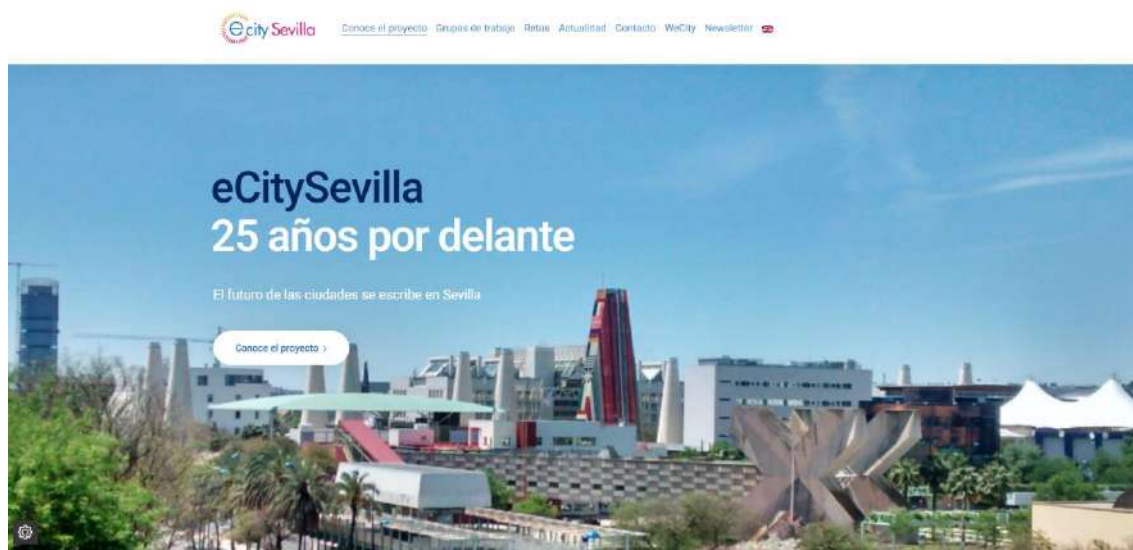 ecity Sevilla
Conoce el proyecto Grupos de trabajo Retos Actualidad Contacto WeCity Newsletter
eCitySevilla
25 años por delante
El futuro de las ciudades se escribe en Sevilla
Conoce el proyecto >